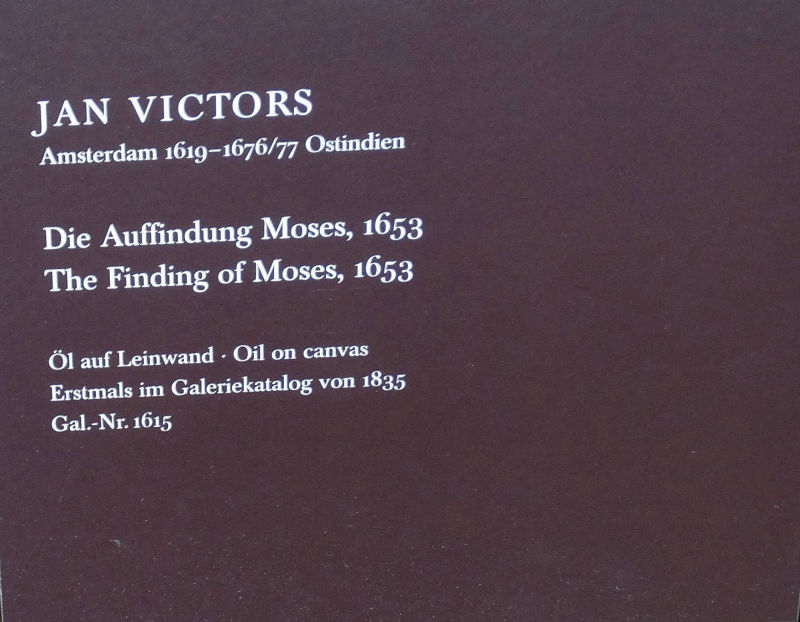 JAN VICTORS
Amsterdam 1619–1676/77 Ostindien
Die Auffindung Moses, 1653
The Finding of Moses, 1653
Öl auf Leinwand · Oil on canvas
Erstmals im Galeriekatalog von 1835
Gal.-Nr. 1615